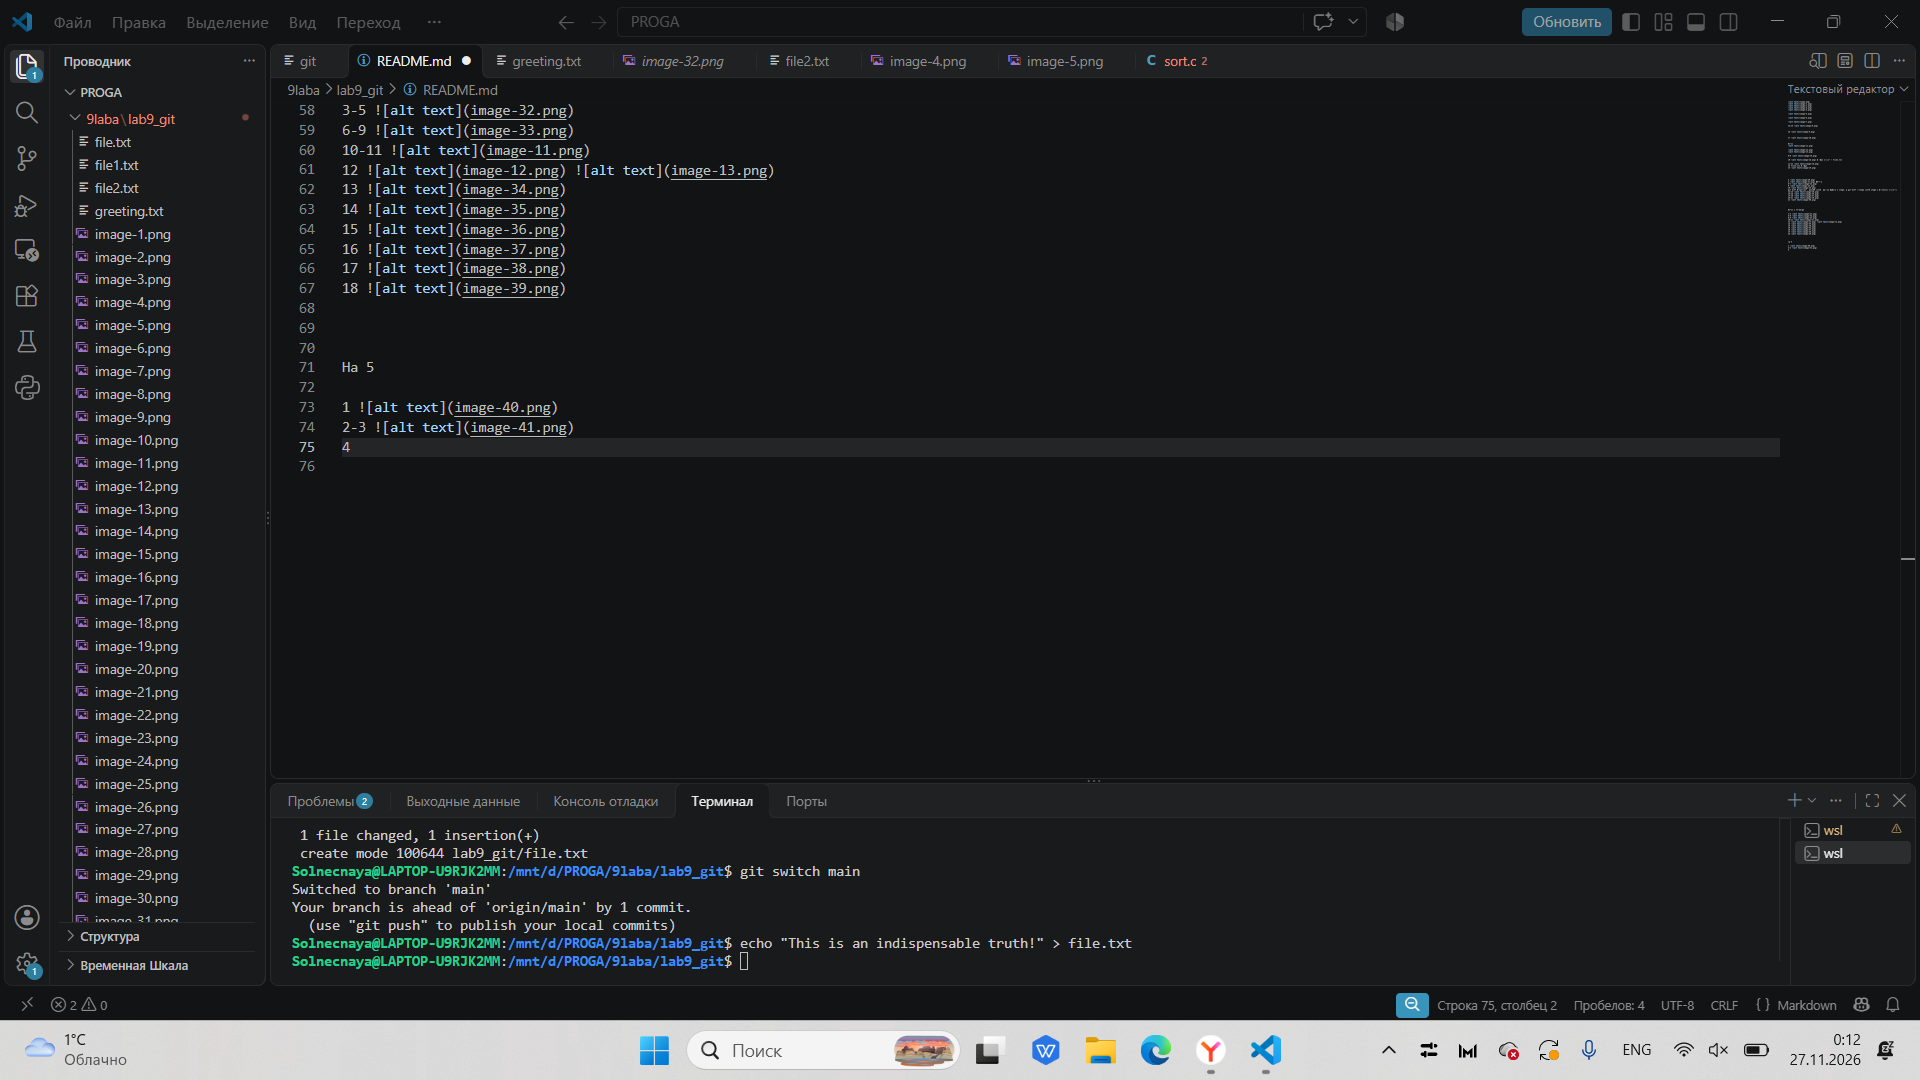 Файл Правка Выделение Вид Переход ··· PROGA Обновить
Проводник ···
PROGA
9laba\lab9_git
file.txt
file1.txt
file2.txt
greeting.txt
image-1.png
image-2.png
image-3.png
image-4.png
image-5.png
image-6.png
image-7.png
image-8.png
image-9.png
image-10.png
image-11.png
image-12.png
image-13.png
image-14.png
image-15.png
image-16.png
image-17.png
image-18.png
image-19.png
image-20.png
image-21.png
image-22.png
image-23.png
image-24.png
image-25.png
image-26.png
image-27.png
image-28.png
image-29.png
image-30.png
image-31.png
Структура
Временная Шкала
1
1
git README.md greeting.txt image-32.png file2.txt image-4.png image-5.png C sort.c 2 ···
9laba > lab9_git > README.md
Текстовый редактор
58 3-5 ![alt text](image-32.png)
59 6-9 ![alt text](image-33.png)
60 10-11 ![alt text](image-11.png)
61 12 ![alt text](image-12.png) ![alt text](image-13.png)
62 13 ![alt text](image-34.png)
63 14 ![alt text](image-35.png)
64 15 ![alt text](image-36.png)
65 16 ![alt text](image-37.png)
66 17 ![alt text](image-38.png)
67 18 ![alt text](image-39.png)
68
69
70
71 На 5
72
73 1 ![alt text](image-40.png)
74 2-3 ![alt text](image-41.png)
75 4
76
Проблемы 2 Выходные данные Консоль отладки Терминал Порты
1 file changed, 1 insertion(+)
create mode 100644 lab9_git/file.txt
Solnecnaya@LAPTOP-U9RJK2MM:/mnt/d/PROGA/9laba/lab9_git$ git switch main
Switched to branch 'main'
Your branch is ahead of 'origin/main' by 1 commit.
(use "git push" to publish your local commits)
Solnecnaya@LAPTOP-U9RJK2MM:/mnt/d/PROGA/9laba/lab9_git$ echo "This is an indispensable truth!" > file.txt
Solnecnaya@LAPTOP-U9RJK2MM:/mnt/d/PROGA/9laba/lab9_git$
wsl
wsl
2 0 Строка 75, столбец 2 Пробелов: 4 UTF-8 CRLF { } Markdown
1°C
Облачно
Поиск
ENG
0:12
27.11.2026